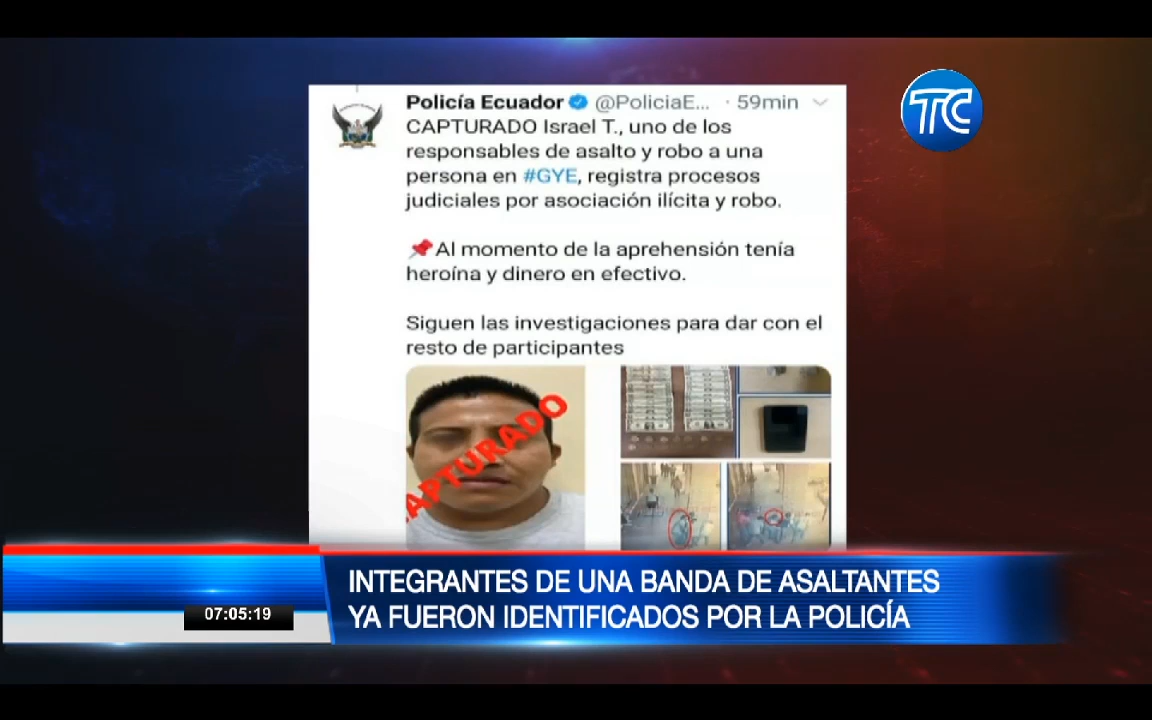 Policía Ecuador @PoliciaE... · 59min
CAPTURADO Israel T., uno de los
responsables de asalto y robo a una
persona en #GYE, registra procesos
judiciales por asociación ilícita y robo.
📌Al momento de la aprehensión tenía
heroína y dinero en efectivo.
Siguen las investigaciones para dar con el
resto de participantes
CAPTURADO
TC
INTEGRANTES DE UNA BANDA DE ASALTANTES
YA FUERON IDENTIFICADOS POR LA POLICÍA
07:05:19